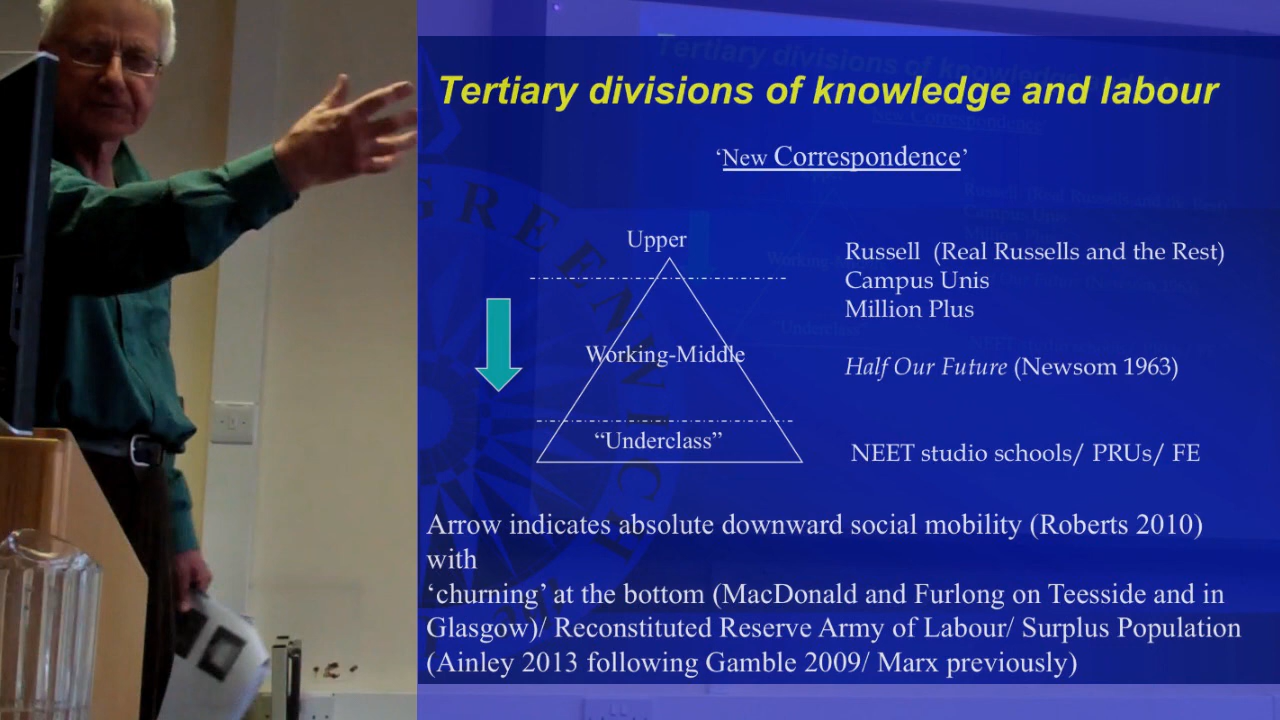 Tertiary divisions of knowledge and labour
‘New Correspondence’
Upper
Russell (Real Russells and the Rest)
Campus Unis
Million Plus
Working-Middle
Half Our Future (Newsom 1963)
“Underclass”
NEET studio schools/ PRUs/ FE
Arrow indicates absolute downward social mobility (Roberts 2010)
with
‘churning’ at the bottom (MacDonald and Furlong on Teesside and in
Glasgow)/ Reconstituted Reserve Army of Labour/ Surplus Population
(Ainley 2013 following Gamble 2009/ Marx previously)
GREENWICH